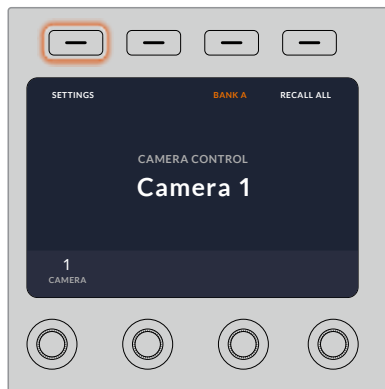 SETTINGS BANK A RECALL ALL
CAMERA CONTROL
Camera 1
1
CAMERA